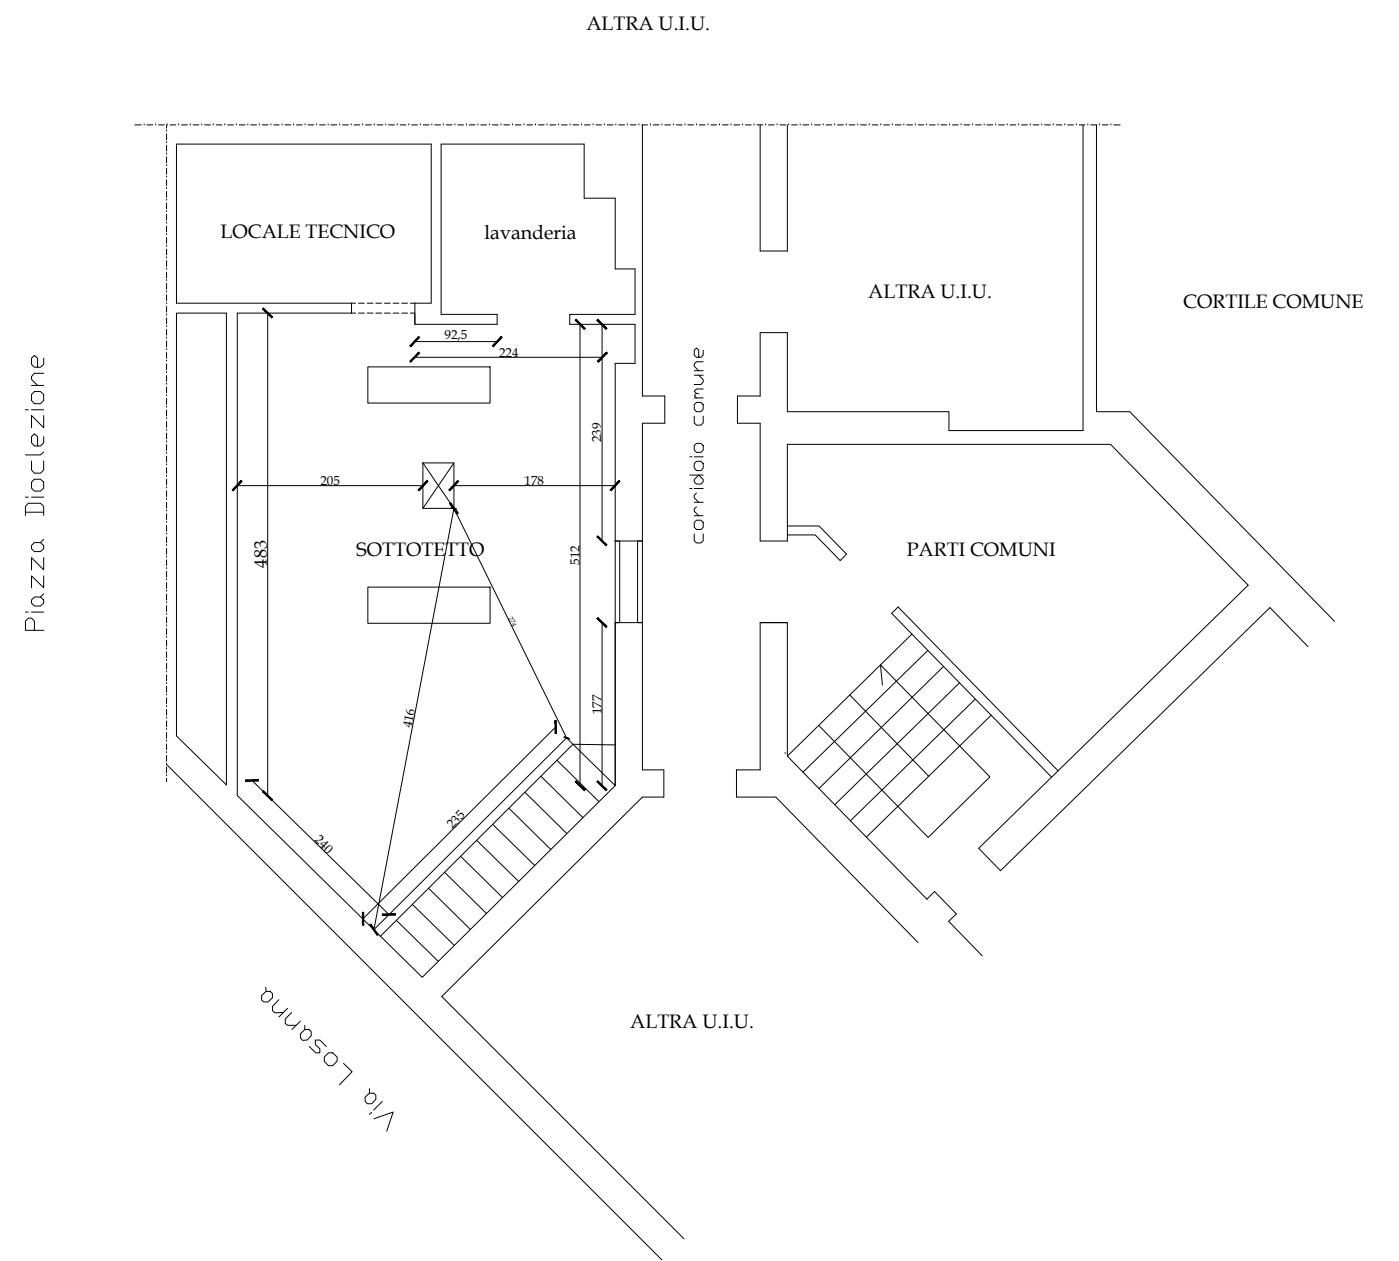 ALTRA U.I.U.
LOCALE TECNICO
lavanderia
ALTRA U.I.U.
CORTILE COMUNE
92,5
224
Piazza Dioclezione
corridoio comune
239
205
178
SOTTOTETTO
483
512
PARTI COMUNI
416
177
235
240
Via Losanna
ALTRA U.I.U.